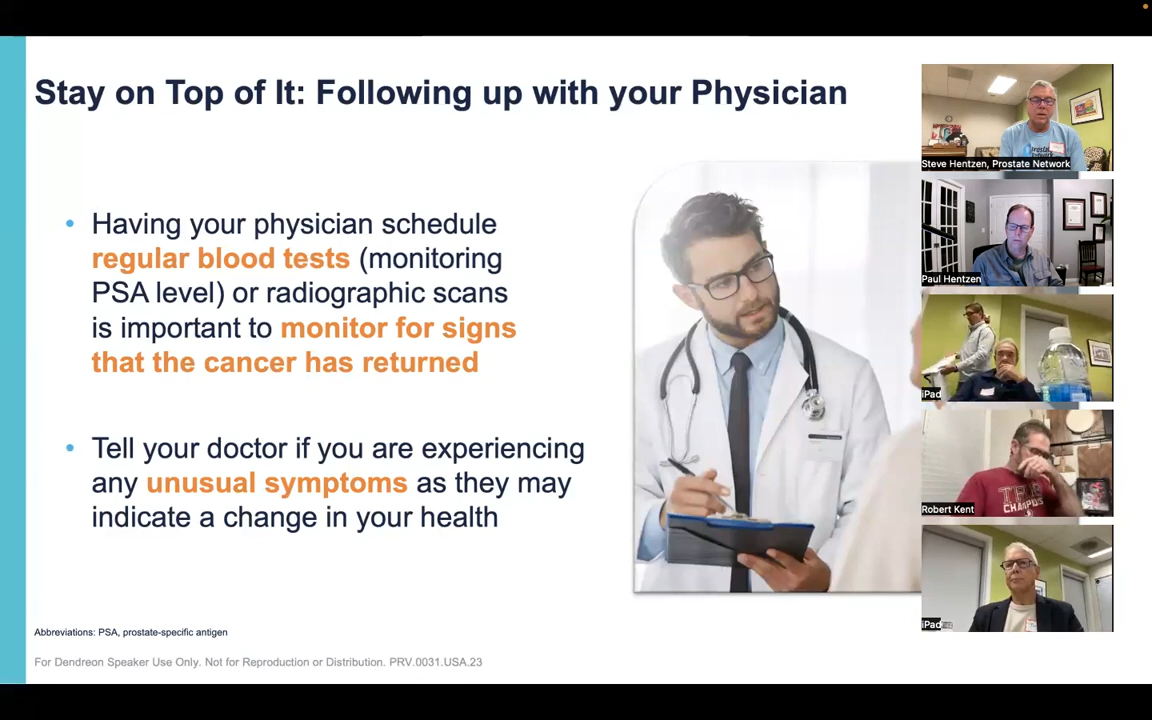 Stay on Top of It: Following up with your Physician
• Having your physician schedule
regular blood tests (monitoring
PSA level) or radiographic scans
is important to monitor for signs
that the cancer has returned
• Tell your doctor if you are experiencing
any unusual symptoms as they may
indicate a change in your health
Abbreviations: PSA, prostate-specific antigen
For Dendreon Speaker Use Only. Not for Reproduction or Distribution. PRV.0031.USA.23
Steve Hentzen, Prostate Network
Paul Hentzen
iPad
Robert Kent
iPad